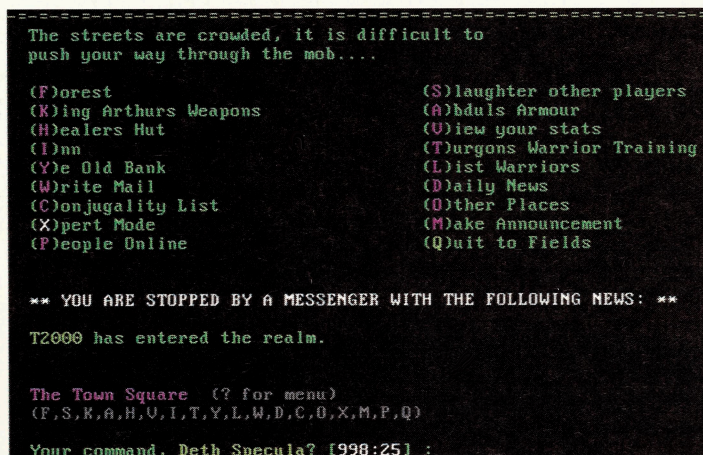 -=-=-=-=-=-=-=-=-=-=-=-=-=-=-=-=-=-=-=-=-=-=-=-=-=-=-=-=-=-=-=-=-=-=-=-=-=-=-=
The streets are crowded, it is difficult to
push your way through the mob....
(F)orest (S)laughter other players
(K)ing Arthurs Weapons (A)bduls Armour
(H)ealers Hut (V)iew your stats
(I)nn (T)urgons Warrior Training
(Y)e Old Bank (L)ist Warriors
(W)rite Mail (D)aily News
(C)onjugality List (O)ther Places
(X)pert Mode (M)ake Announcement
(P)eople Online (Q)uit to Fields
** YOU ARE STOPPED BY A MESSENGER WITH THE FOLLOWING NEWS: **
T2000 has entered the realm.
The Town Square (? for menu)
(F,S,K,A,H,V,I,T,Y,L,W,D,C,O,X,M,P,Q)
Your command, Deth Specula? [998:25] :